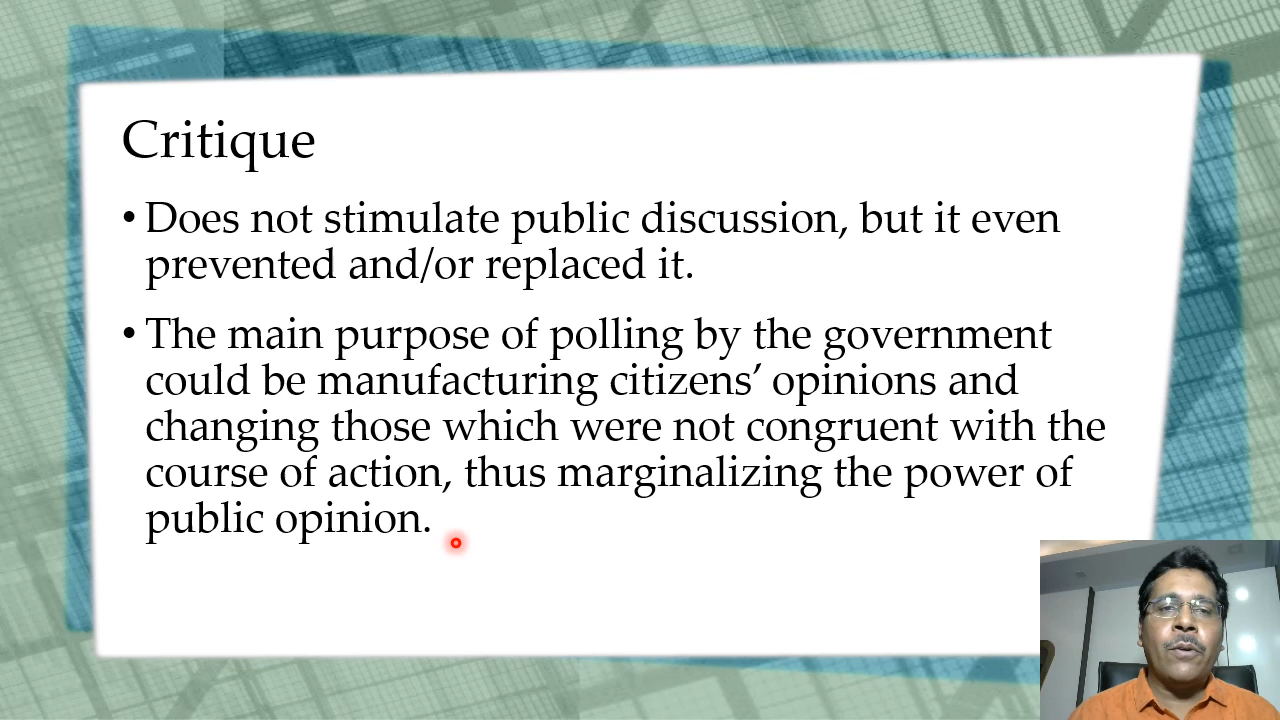 Critique
• Does not stimulate public discussion, but it even
prevented and/or replaced it.
• The main purpose of polling by the government
could be manufacturing citizens’ opinions and
changing those which were not congruent with the
course of action, thus marginalizing the power of
public opinion.